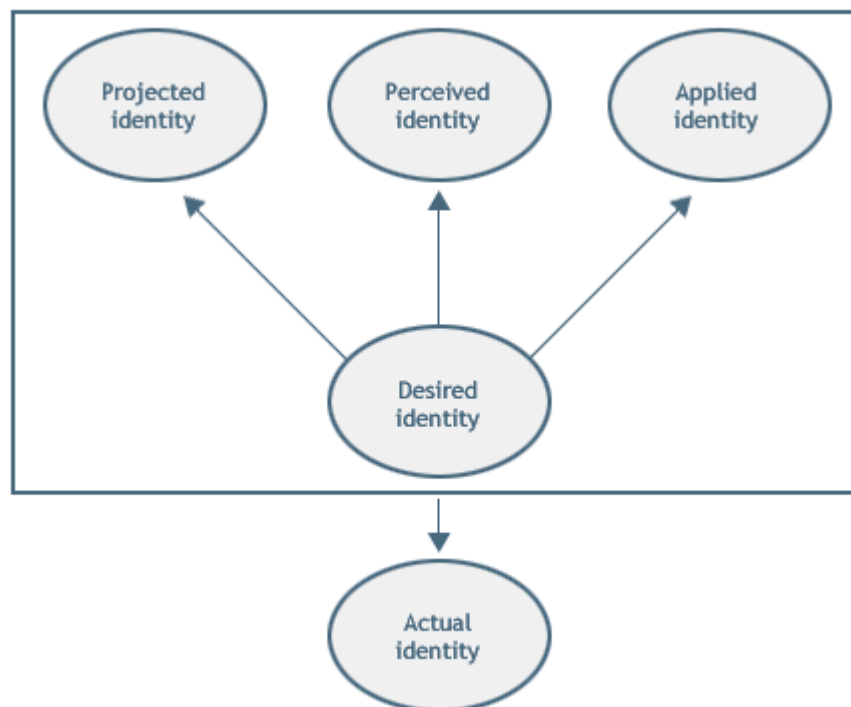 Projected
identity
Perceived
identity
Applied
identity
Desired
identity
Actual
identity